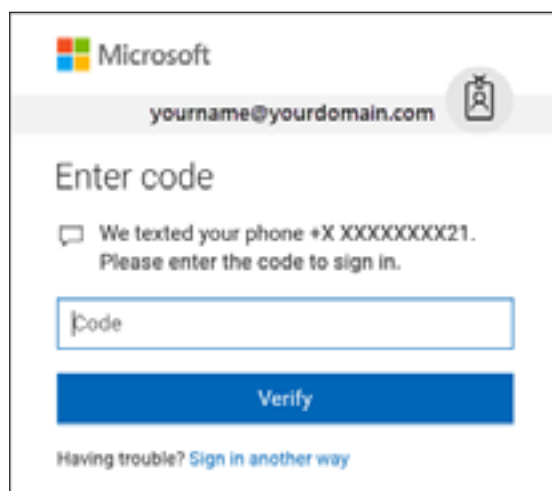 Microsoft
yourname@yourdomain.com
Enter code
We texted your phone +X XXXXXXXX21.
Please enter the code to sign in.
Code
Verify
Having trouble? Sign in another way